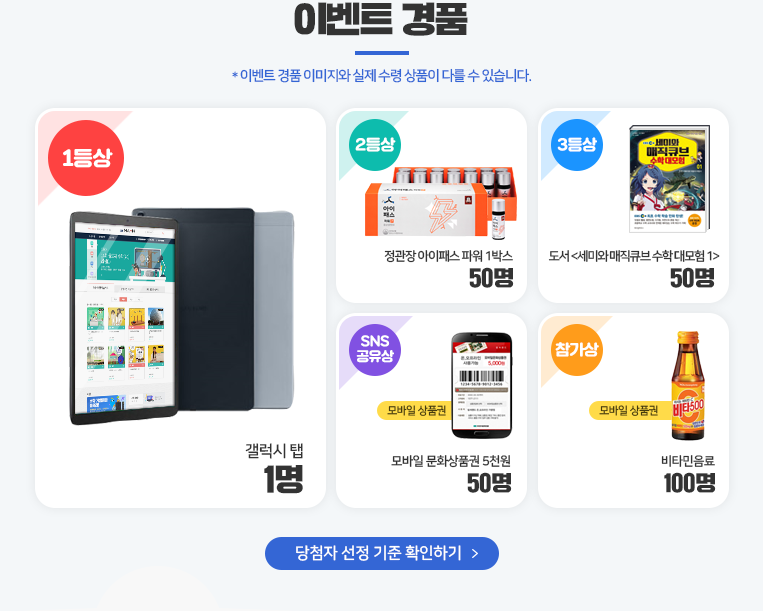 이벤트 경품
* 이벤트 경품 이미지와 실제 수령 상품이 다를 수 있습니다.
1등상
갤럭시 탭
1명
2등상
아이
패스
정관장 아이패스 파워 1박스
50명
3등상
세미와
매직큐브
수학 대모험
01
도서 <세미와 매직큐브 수학 대모험 1>
50명
SNS
공유상
모바일 상품권
5,000원
모바일 문화상품권 5천원
50명
참가상
모바일 상품권
비타500
비타민음료
100명
당첨자 선정 기준 확인하기 >